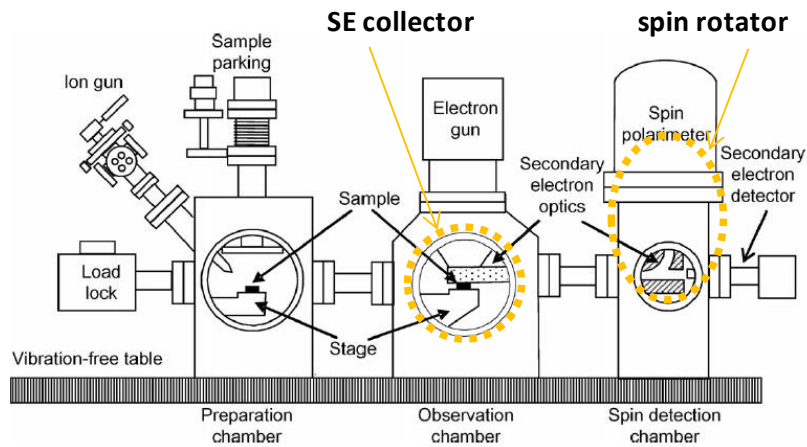 SE collector
spin rotator
Sample
parking
Ion gun
Electron
gun
Spin
polarimeter
Secondary
electron
optics
Secondary
electron
detector
Sample
Load
lock
Stage
Vibration-free table
Preparation
chamber
Observation
chamber
Spin detection
chamber